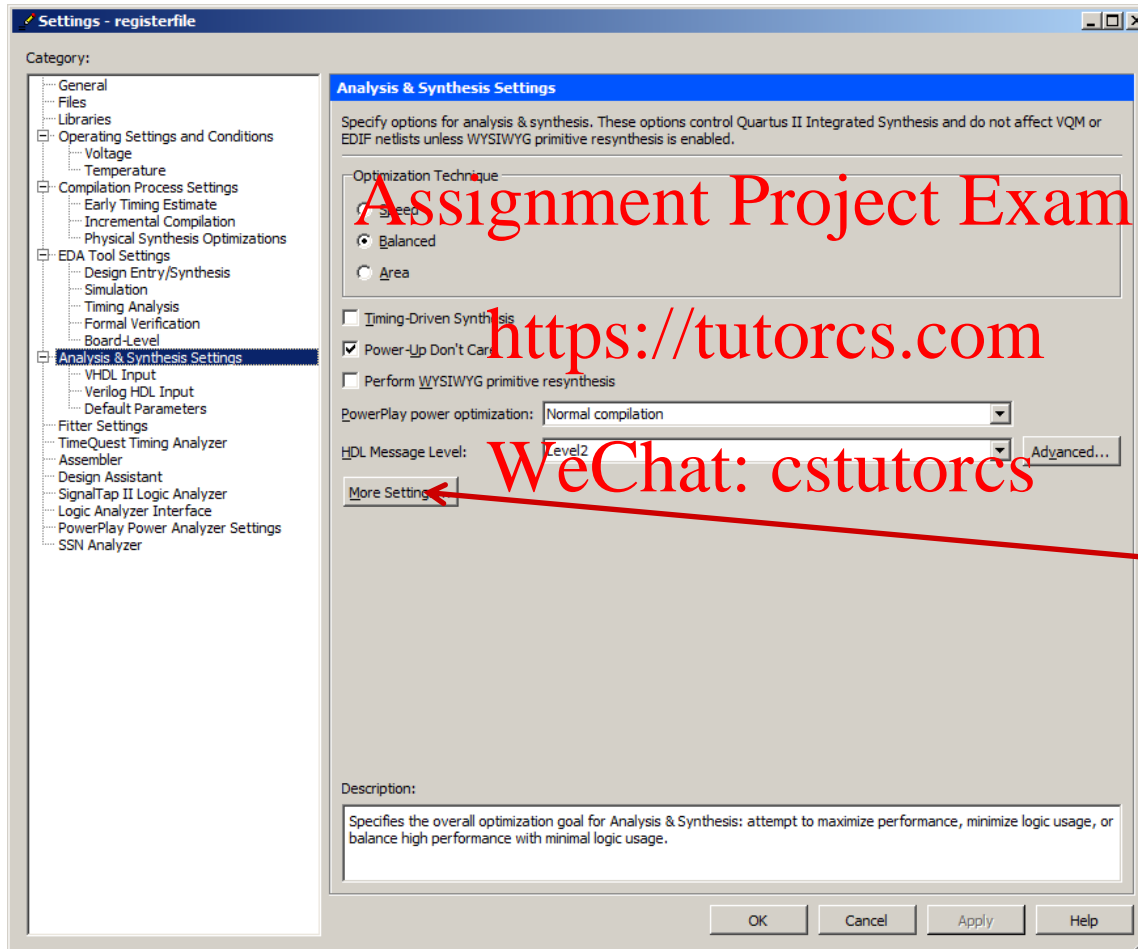 Settings - registerfile
Category:
General
Files
Libraries
Operating Settings and Conditions
Voltage
Temperature
Compilation Process Settings
Early Timing Estimate
Incremental Compilation
Physical Synthesis Optimizations
EDA Tool Settings
Design Entry/Synthesis
Simulation
Timing Analysis
Formal Verification
Board-Level
Analysis & Synthesis Settings
VHDL Input
Verilog HDL Input
Default Parameters
Fitter Settings
TimeQuest Timing Analyzer
Assembler
Design Assistant
SignalTap II Logic Analyzer
Logic Analyzer Interface
PowerPlay Power Analyzer Settings
SSN Analyzer
Analysis & Synthesis Settings
Specify options for analysis & synthesis. These options control Quartus II Integrated Synthesis and do not affect VQM or
EDIF netlists unless WYSIWYG primitive resynthesis is enabled.
Optimization Technique
Assignment Project Exam
Speed
Balanced
Area
Timing-Driven Synthesis
https://tutorcs.com
Power-Up Don't Care
Perform WYSIWYG primitive resynthesis
PowerPlay power optimization: Normal compilation
HDL Message Level: Level2 Advanced...
WeChat: cstutorcs
More Settings...
Description:
Specifies the overall optimization goal for Analysis & Synthesis: attempt to maximize performance, minimize logic usage, or
balance high performance with minimal logic usage.
OK Cancel Apply Help